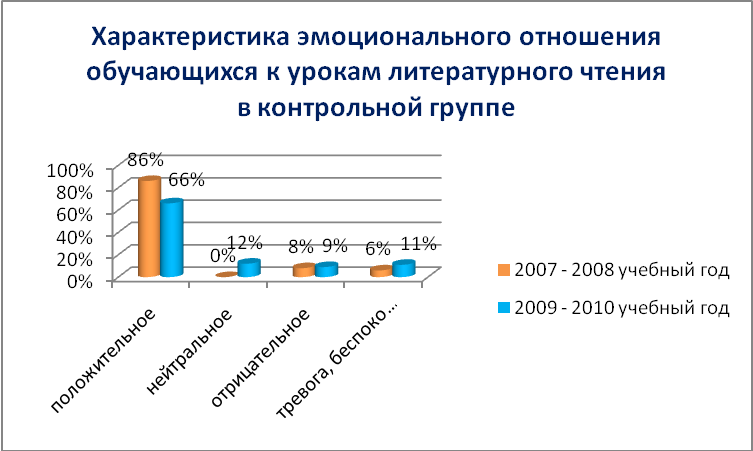 Характеристика эмоционального отношения
обучающихся к урокам литературного чтения
в контрольной группе
100%
80%
60%
40%
20%
0%
86%
66%
0%
12%
8%
9%
6%
11%
положительное
нейтральное
отрицательное
тревога, беспоко...
2007 - 2008 учебный год
2009 - 2010 учебный год